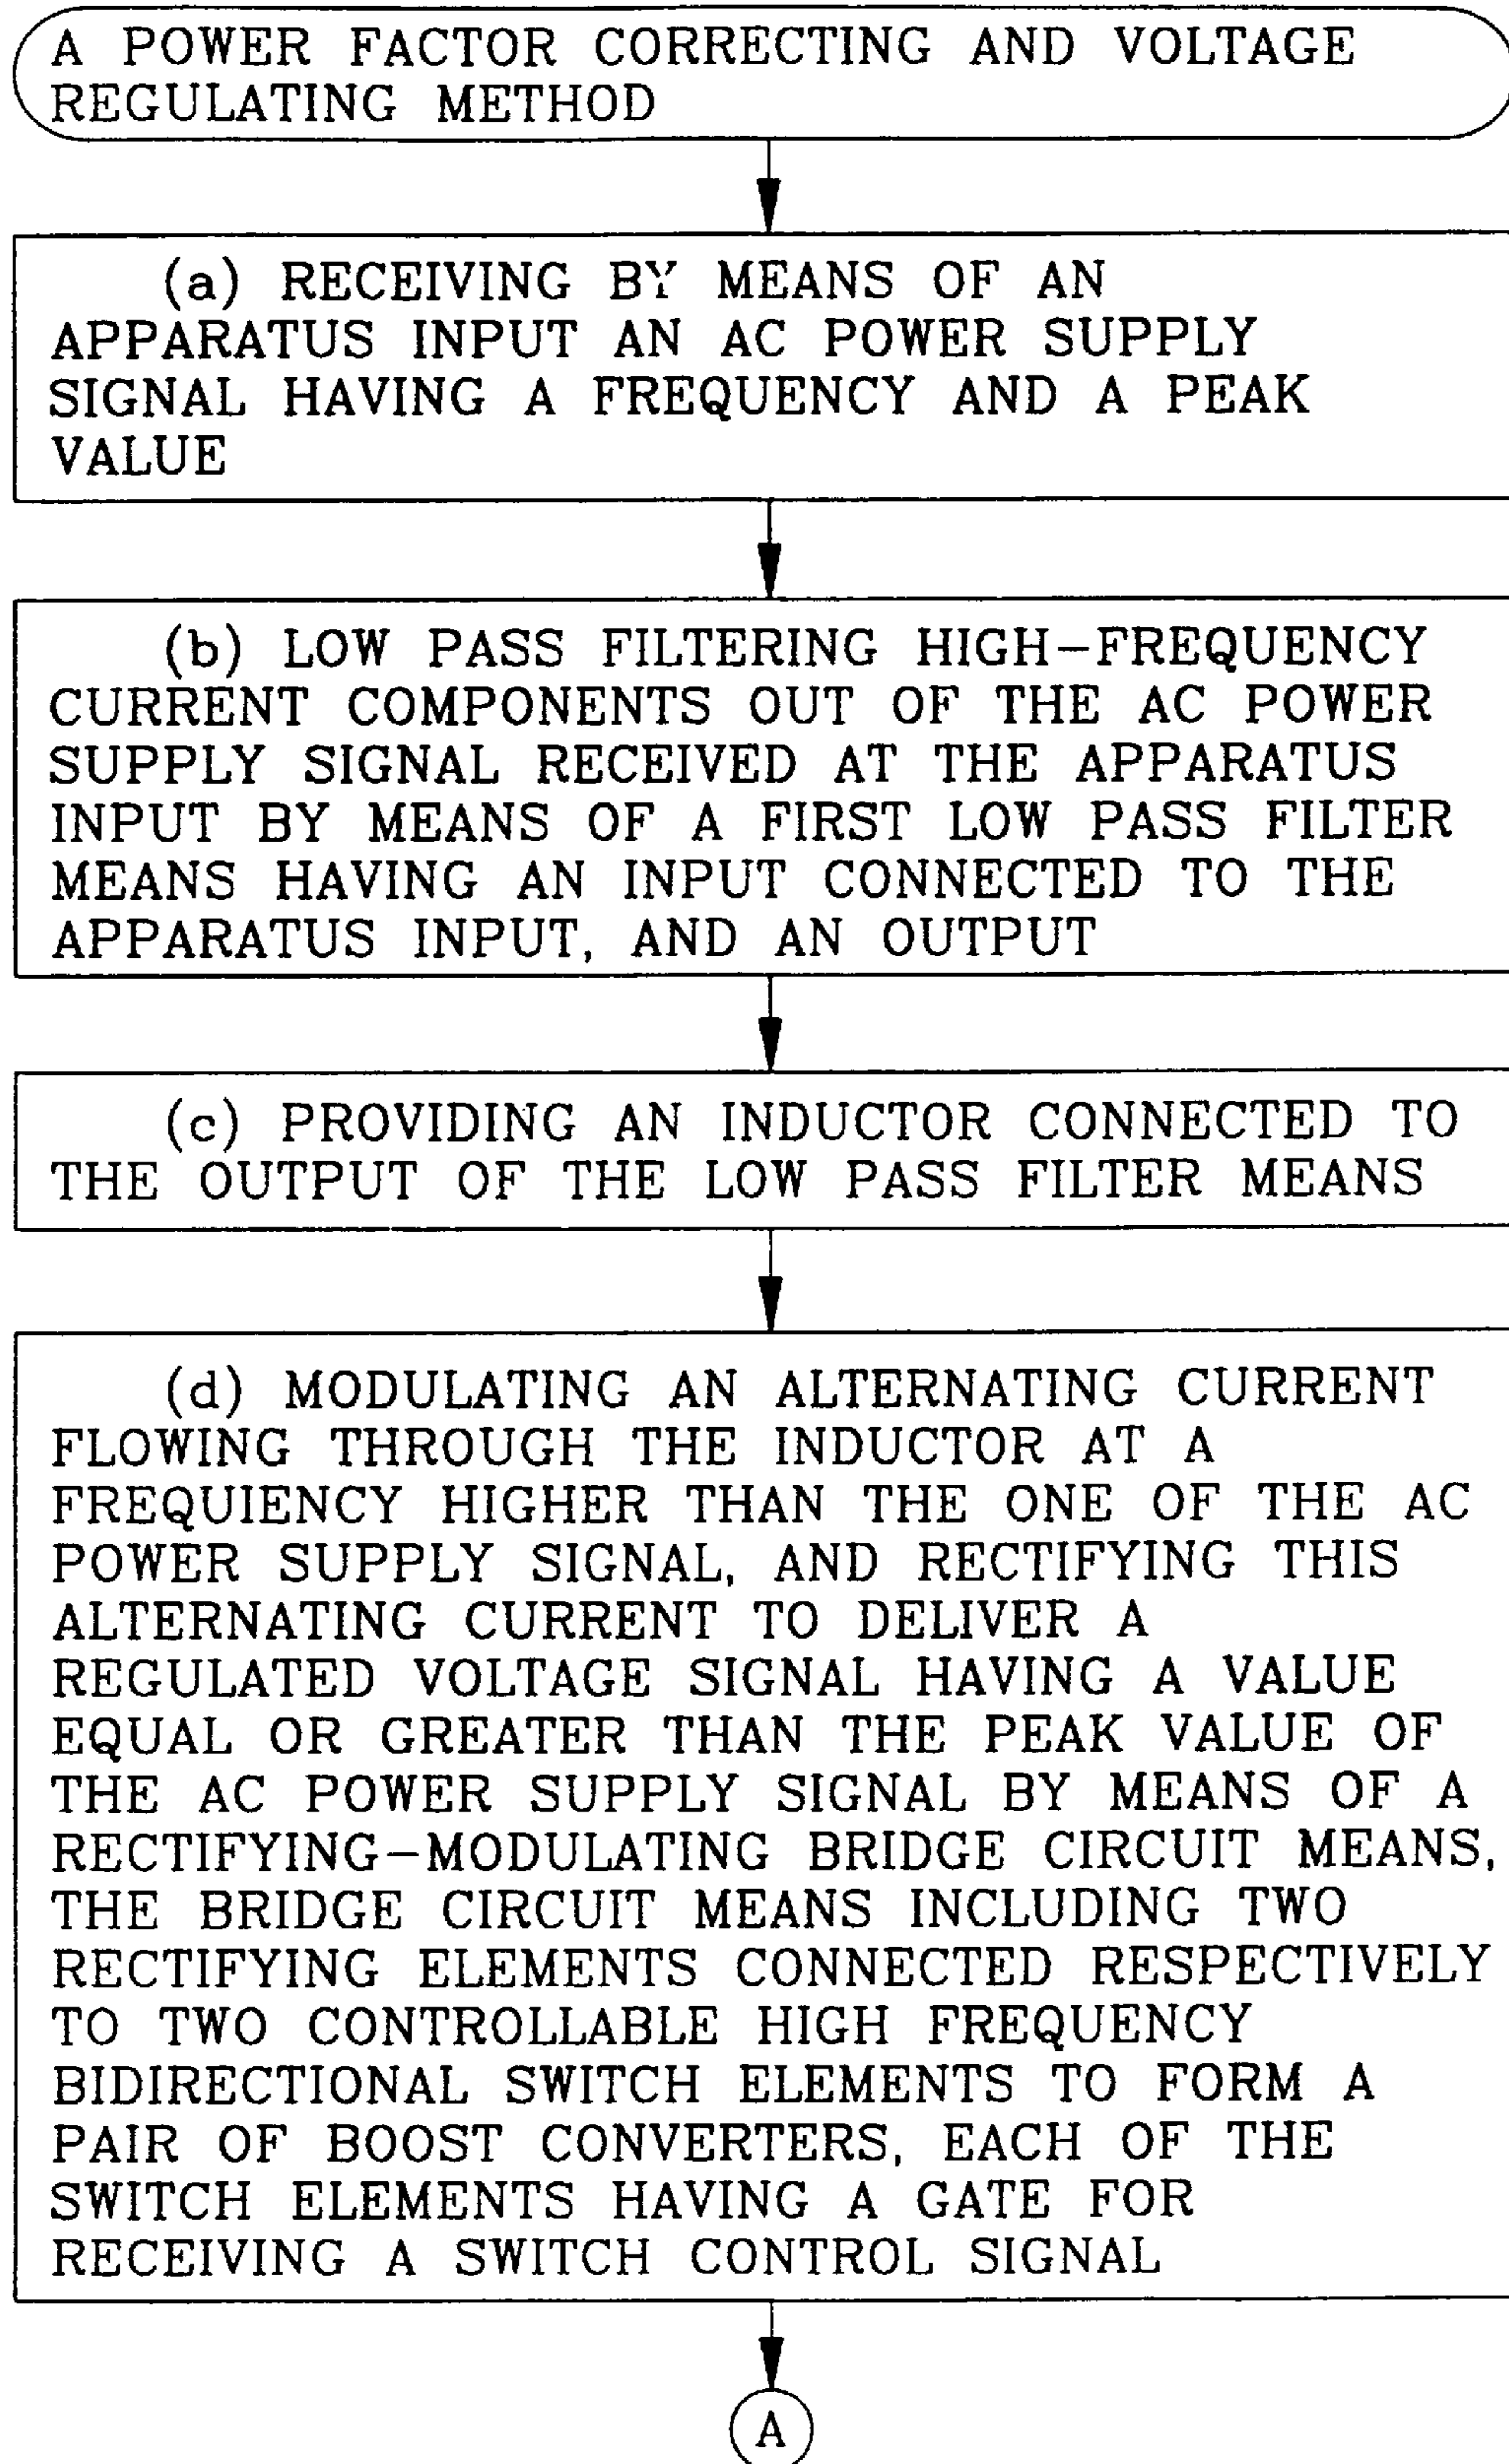 A POWER FACTOR CORRECTING AND VOLTAGE
REGULATING METHOD
(a) RECEIVING BY MEANS OF AN
APPARATUS INPUT AN AC POWER SUPPLY
SIGNAL HAVING A FREQUENCY AND A PEAK
VALUE
(b) LOW PASS FILTERING HIGH-FREQUENCY
CURRENT COMPONENTS OUT OF THE AC POWER
SUPPLY SIGNAL RECEIVED AT THE APPARATUS
INPUT BY MEANS OF A FIRST LOW PASS FILTER
MEANS HAVING AN INPUT CONNECTED TO THE
APPARATUS INPUT, AND AN OUTPUT
(c) PROVIDING AN INDUCTOR CONNECTED TO
THE OUTPUT OF THE LOW PASS FILTER MEANS
(d) MODULATING AN ALTERNATING CURRENT
FLOWING THROUGH THE INDUCTOR AT A
FREQUIENCY HIGHER THAN THE ONE OF THE AC
POWER SUPPLY SIGNAL, AND RECTIFYING THIS
ALTERNATING CURRENT TO DELIVER A
REGULATED VOLTAGE SIGNAL HAVING A VALUE
EQUAL OR GREATER THAN THE PEAK VALUE OF
THE AC POWER SUPPLY SIGNAL BY MEANS OF A
RECTIFYING-MODULATING BRIDGE CIRCUIT MEANS,
THE BRIDGE CIRCUIT MEANS INCLUDING TWO
RECTIFYING ELEMENTS CONNECTED RESPECTIVELY
TO TWO CONTROLLABLE HIGH FREQUENCY
BIDIRECTIONAL SWITCH ELEMENTS TO FORM A
PAIR OF BOOST CONVERTERS, EACH OF THE
SWITCH ELEMENTS HAVING A GATE FOR
RECEIVING A SWITCH CONTROL SIGNAL
A